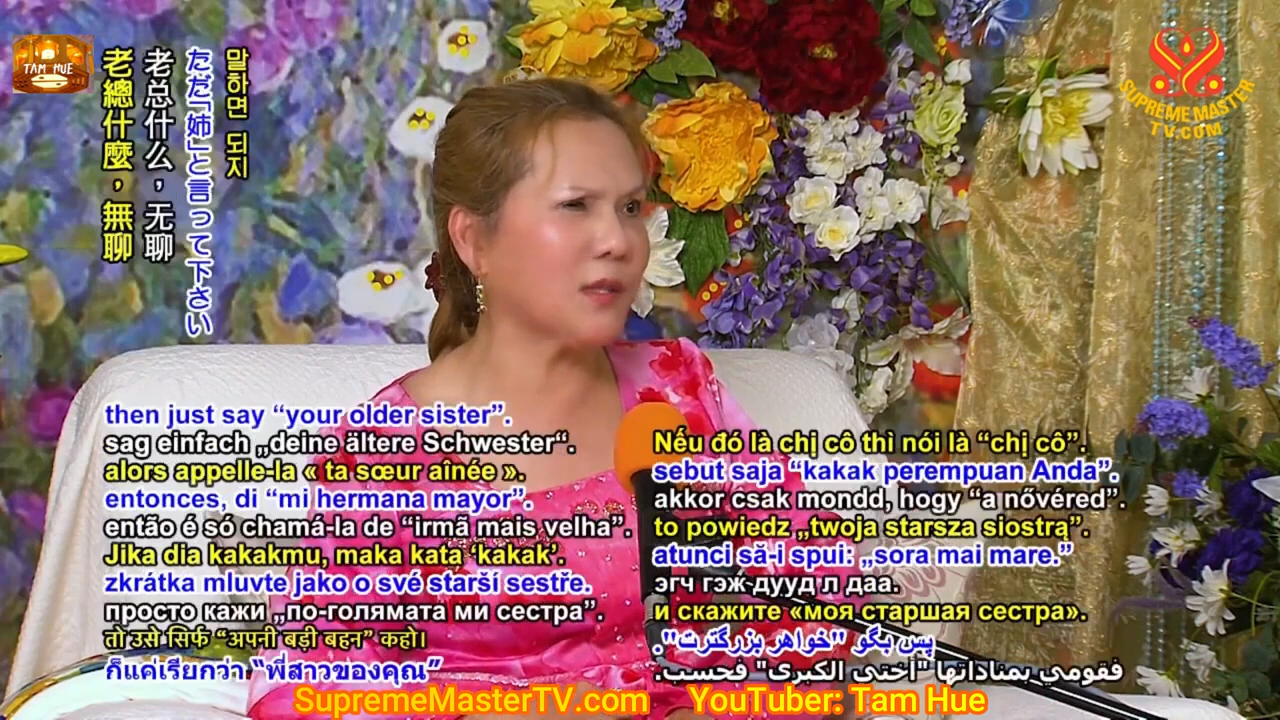 TAM HUE
SUPREME MASTER
TV.COM
말하면 되지
ただ「姉」と言って下さい
老总什么，无聊
老總什麼，無聊
then just say “your older sister”.
sag einfach „deine ältere Schwester“.
alors appelle-la « ta sœur aînée ».
entonces, di “mi hermana mayor”.
então é só chamá-la de “irmã mais velha”.
Jika dia kakakmu, maka kata ‘kakak’.
zkrátka mluvte jako o své starší sestře.
просто кажи „по-голямата ми сестра”.
तो उसे सिर्फ “अपनी बड़ी बहन” कहो।
ก็แค่เรียกว่า “พี่สาวของคุณ”
Nếu đó là chị cô thì nói là “chị cô”.
sebut saja “kakak perempuan Anda”.
akkor csak mondd, hogy “a nővéred”.
to powiedz „twoja starsza siostrą”.
atunci să-i spui: „sora mai mare.”
эгч гэж дууд л даа.
и скажите «моя старшая сестра».
پس بگو "خواهر بزرگترت".
فقومي بمناداتها "أختي الكبرى" فحسب.
SupremeMasterTV.com YouTuber: Tam Hue